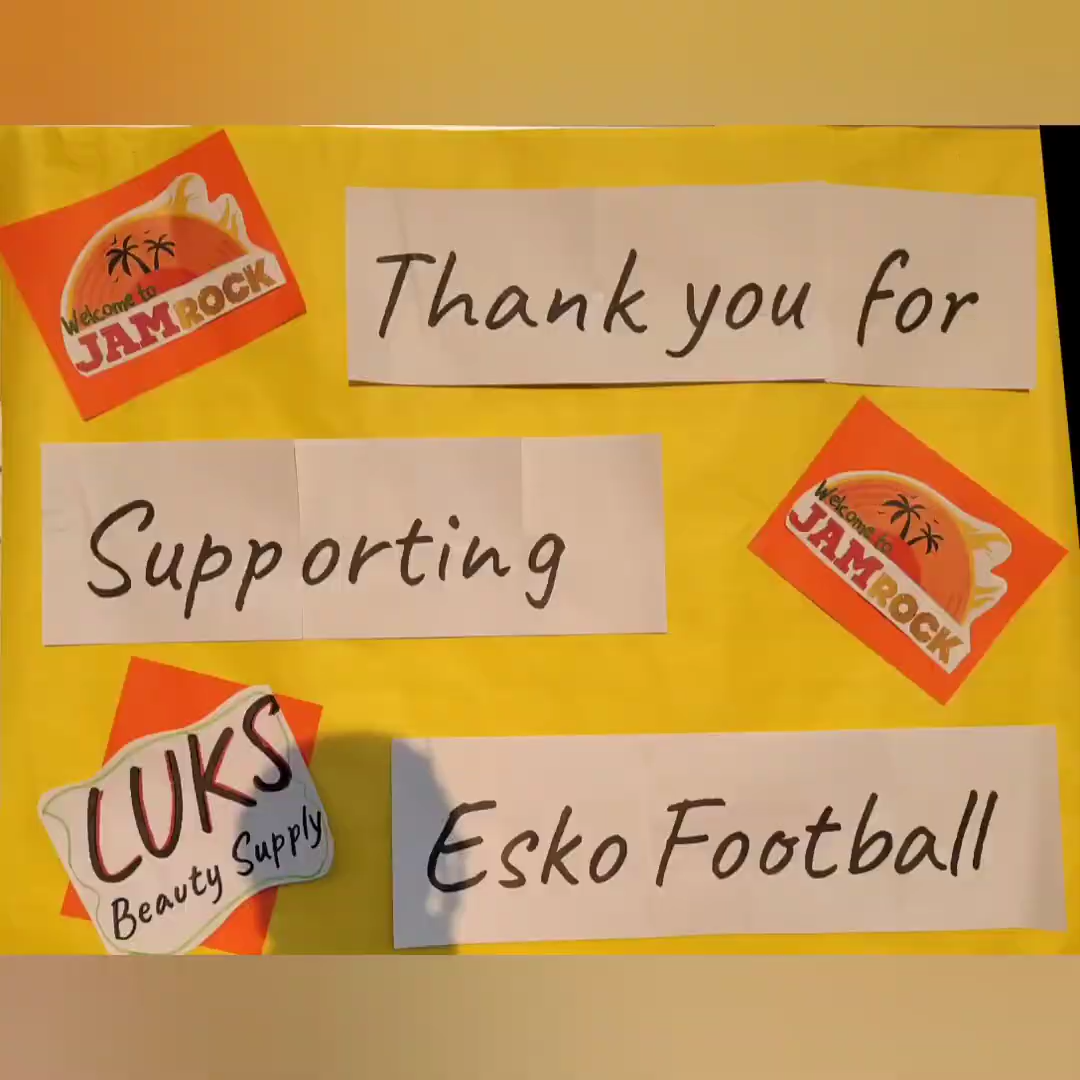 Welcome to
JAMROCK
Thank you for
Supporting
Welcome to
JAMROCK
LUKS
Beauty Supply
Esko Football